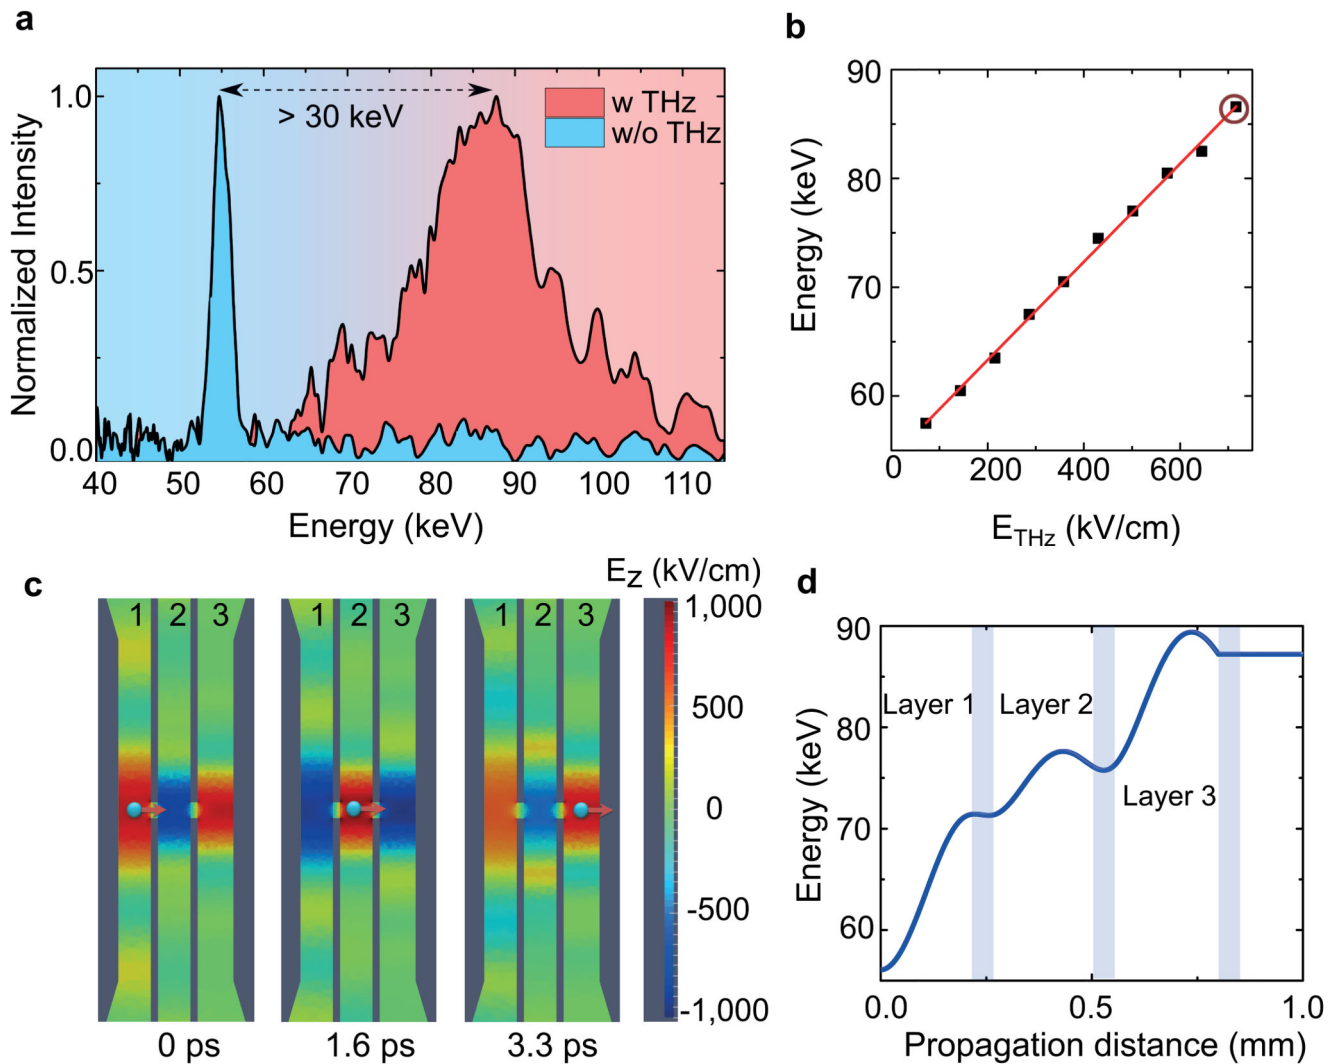 a
1.0
0.5
0.0
Normalized Intensity
> 30 keV
w THz
w/o THz
40 50 60 70 80 90 100 110
Energy (keV)
b
90
80
70
60
Energy (keV)
0 200 400 600
E_THz (kV/cm)
c
E_Z (kV/cm)
1 2 3
1 2 3
1 2 3
1,000
500
0
-500
-1,000
0 ps 1.6 ps 3.3 ps
d
90
80
70
60
Energy (keV)
Layer 1
Layer 2
Layer 3
0.0 0.5 1.0
Propagation distance (mm)